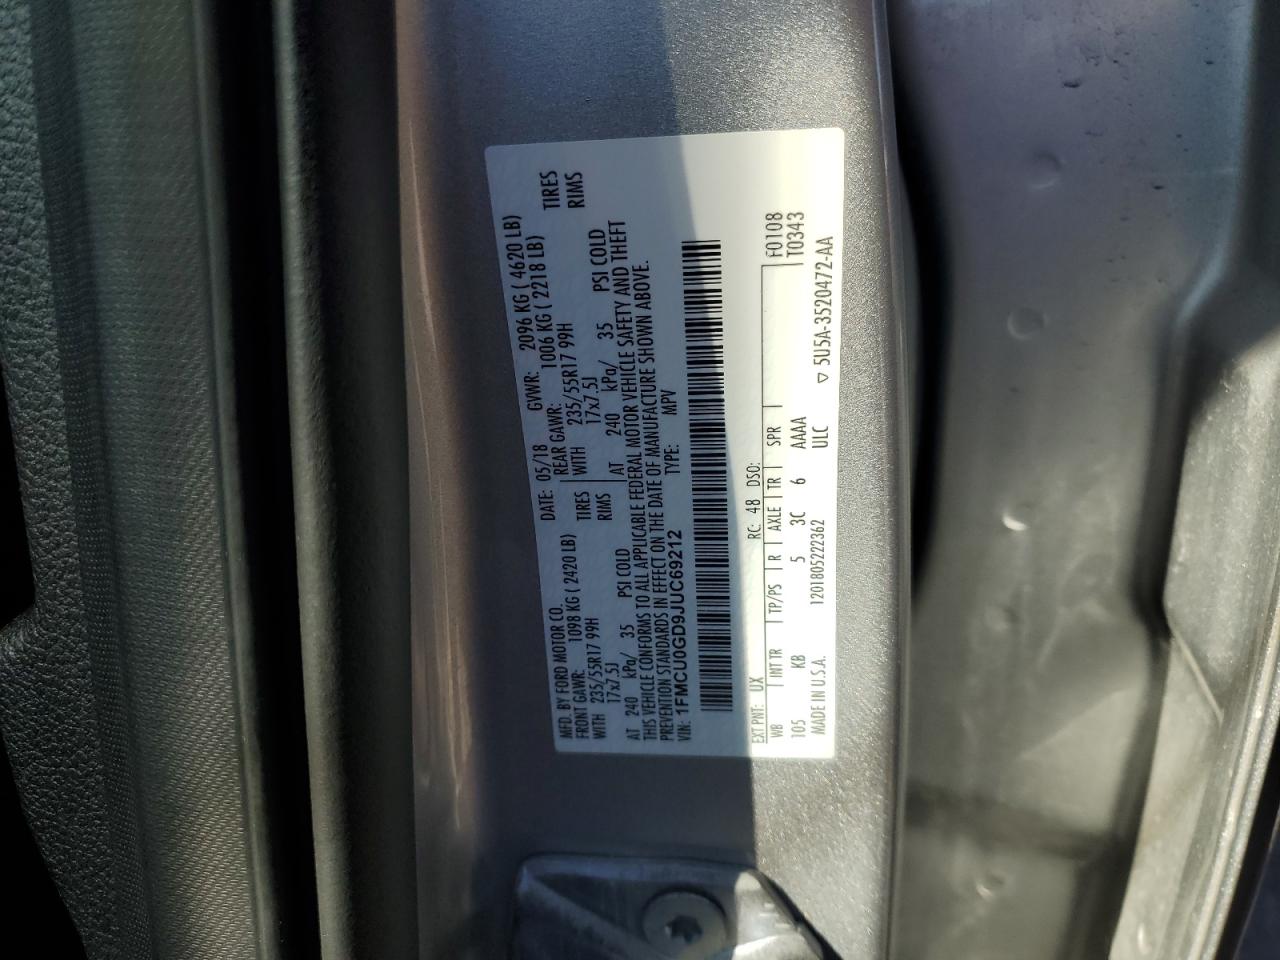 MFD. BY FORD MOTOR CO. DATE: 05/18 GVWR: 2096 KG ( 4620 LB)
FRONT GAWR: 1098 KG ( 2420 LB) REAR GAWR: 1006 KG ( 2218 LB)
WITH 235/55R17 99H TIRES WITH 235/55R17 99H TIRES
17x7.5J RIMS 17x7.5J RIMS
AT 240 kPa/ 35 PSI COLD AT 240 kPa/ 35 PSI COLD
THIS VEHICLE CONFORMS TO ALL APPLICABLE FEDERAL MOTOR VEHICLE SAFETY AND THEFT
PREVENTION STANDARDS IN EFFECT ON THE DATE OF MANUFACTURE SHOWN ABOVE.
VIN: 1FMCU0GD9JUC69212 TYPE: MPV
EXT PNT: UX RC: 48 DSO: F0108
WB INT TR TP/PS R AXLE TR SPR T0343
105 KB 5 3C 6 AAAA
MADE IN U.S.A. 1201805222362 ULC ▽ 5U5A-3520472-AA